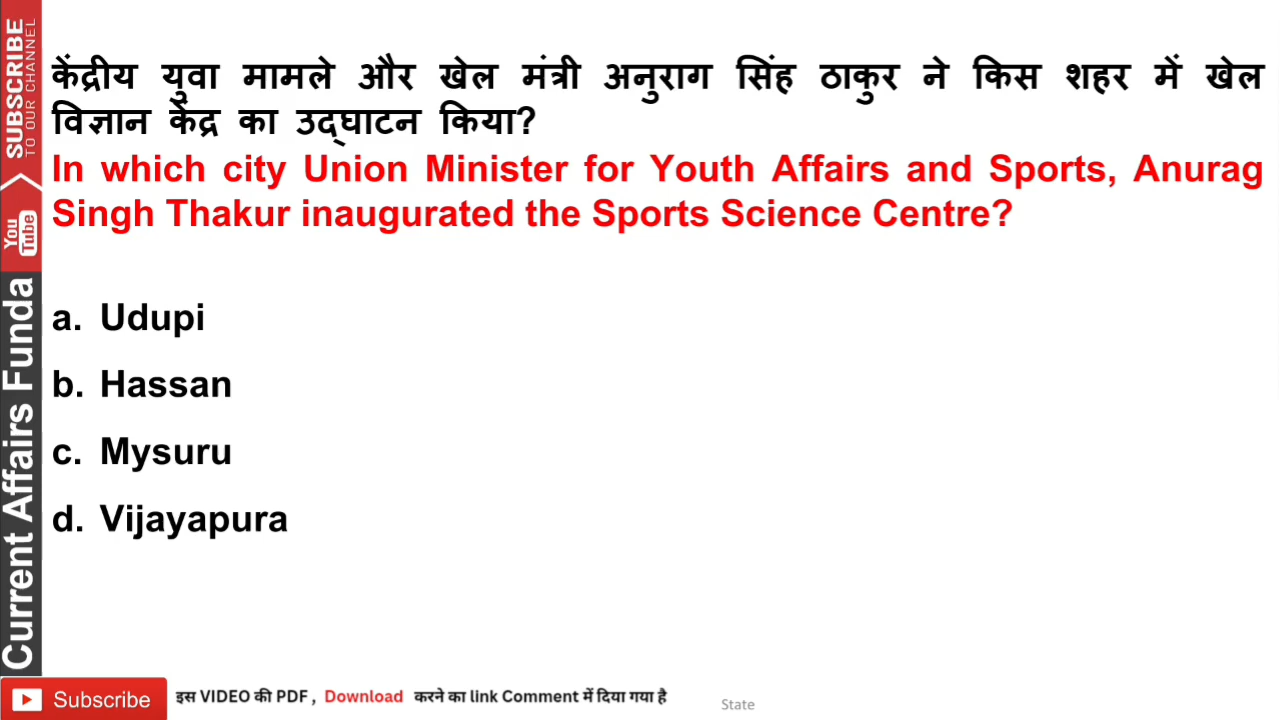 केंद्रीय युवा मामले और खेल मंत्री अनुराग सिंह ठाकुर ने किस शहर में खेल
विज्ञान केंद्र का उद्घाटन किया?
In which city Union Minister for Youth Affairs and Sports, Anurag
Singh Thakur inaugurated the Sports Science Centre?
a. Udupi
b. Hassan
c. Mysuru
d. Vijayapura
SUBSCRIBE
TO OUR CHANNEL
You
Tube
Current Affairs Funda
Subscribe
इस VIDEO की PDF , Download करने का link Comment में दिया गया है
State